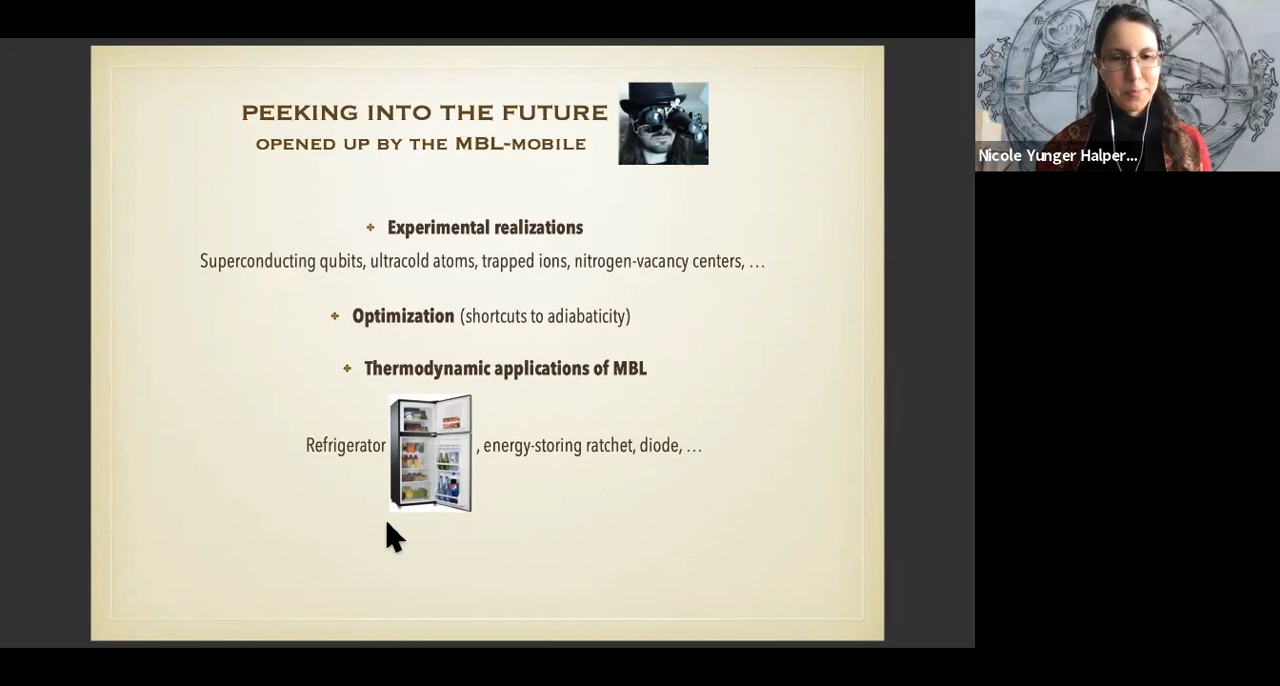 PEEKING INTO THE FUTURE
OPENED UP BY THE MBL-MOBILE
Experimental realizations
Superconducting qubits, ultracold atoms, trapped ions, nitrogen-vacancy centers, …
Optimization (shortcuts to adiabaticity)
Thermodynamic applications of MBL
Refrigerator , energy-storing ratchet, diode, …
Nicole Yunger Halper...